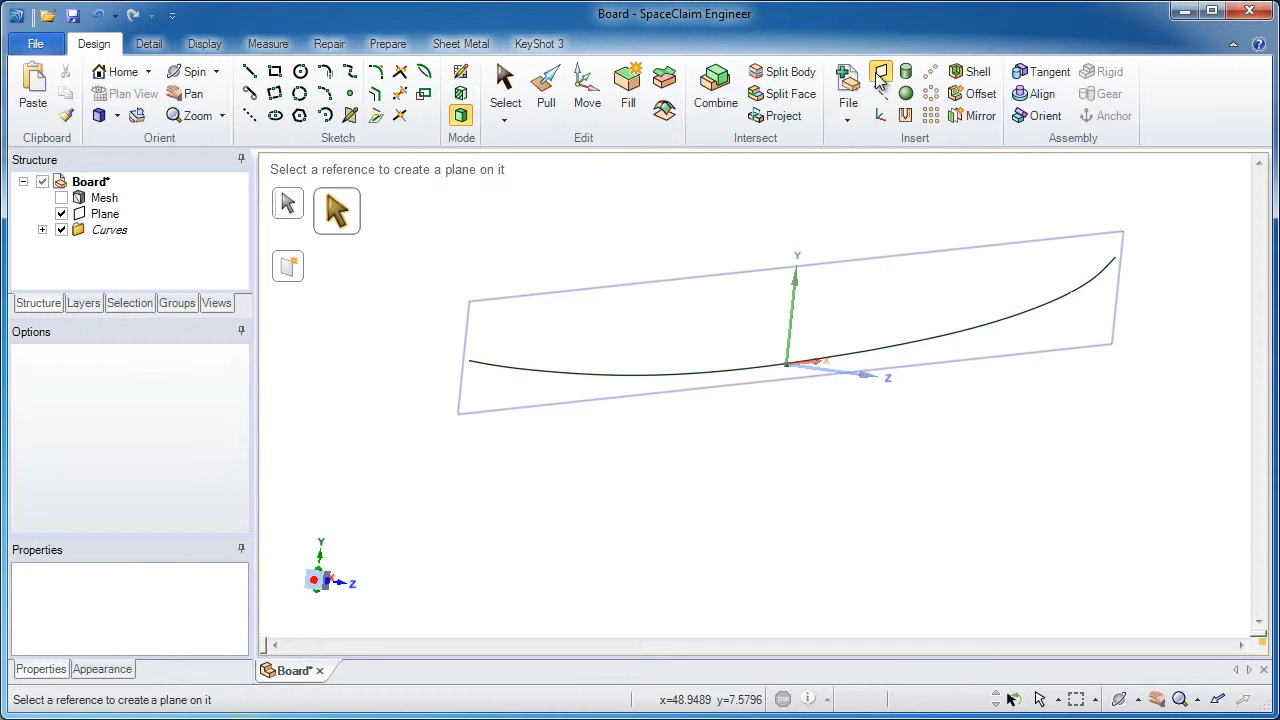 Board - SpaceClaim Engineer
File Design Detail Display Measure Repair Prepare Sheet Metal KeyShot 3
Paste
Clipboard
Home Spin
Plan View Pan
Zoom
Orient
Sketch
Mode
Select Pull Move Fill
Edit
Combine
Split Body
Split Face
Project
Intersect
File
Shell
Offset
Mirror
Insert
Tangent Rigid
Align Gear
Orient Anchor
Assembly
Structure
Board*
Mesh
Plane
Curves
Structure Layers Selection Groups Views
Options
Properties
Properties Appearance
Select a reference to create a plane on it
Y
X
Z
Y
X
Z
Board*
Select a reference to create a plane on it
x=48.9489 y=7.5796